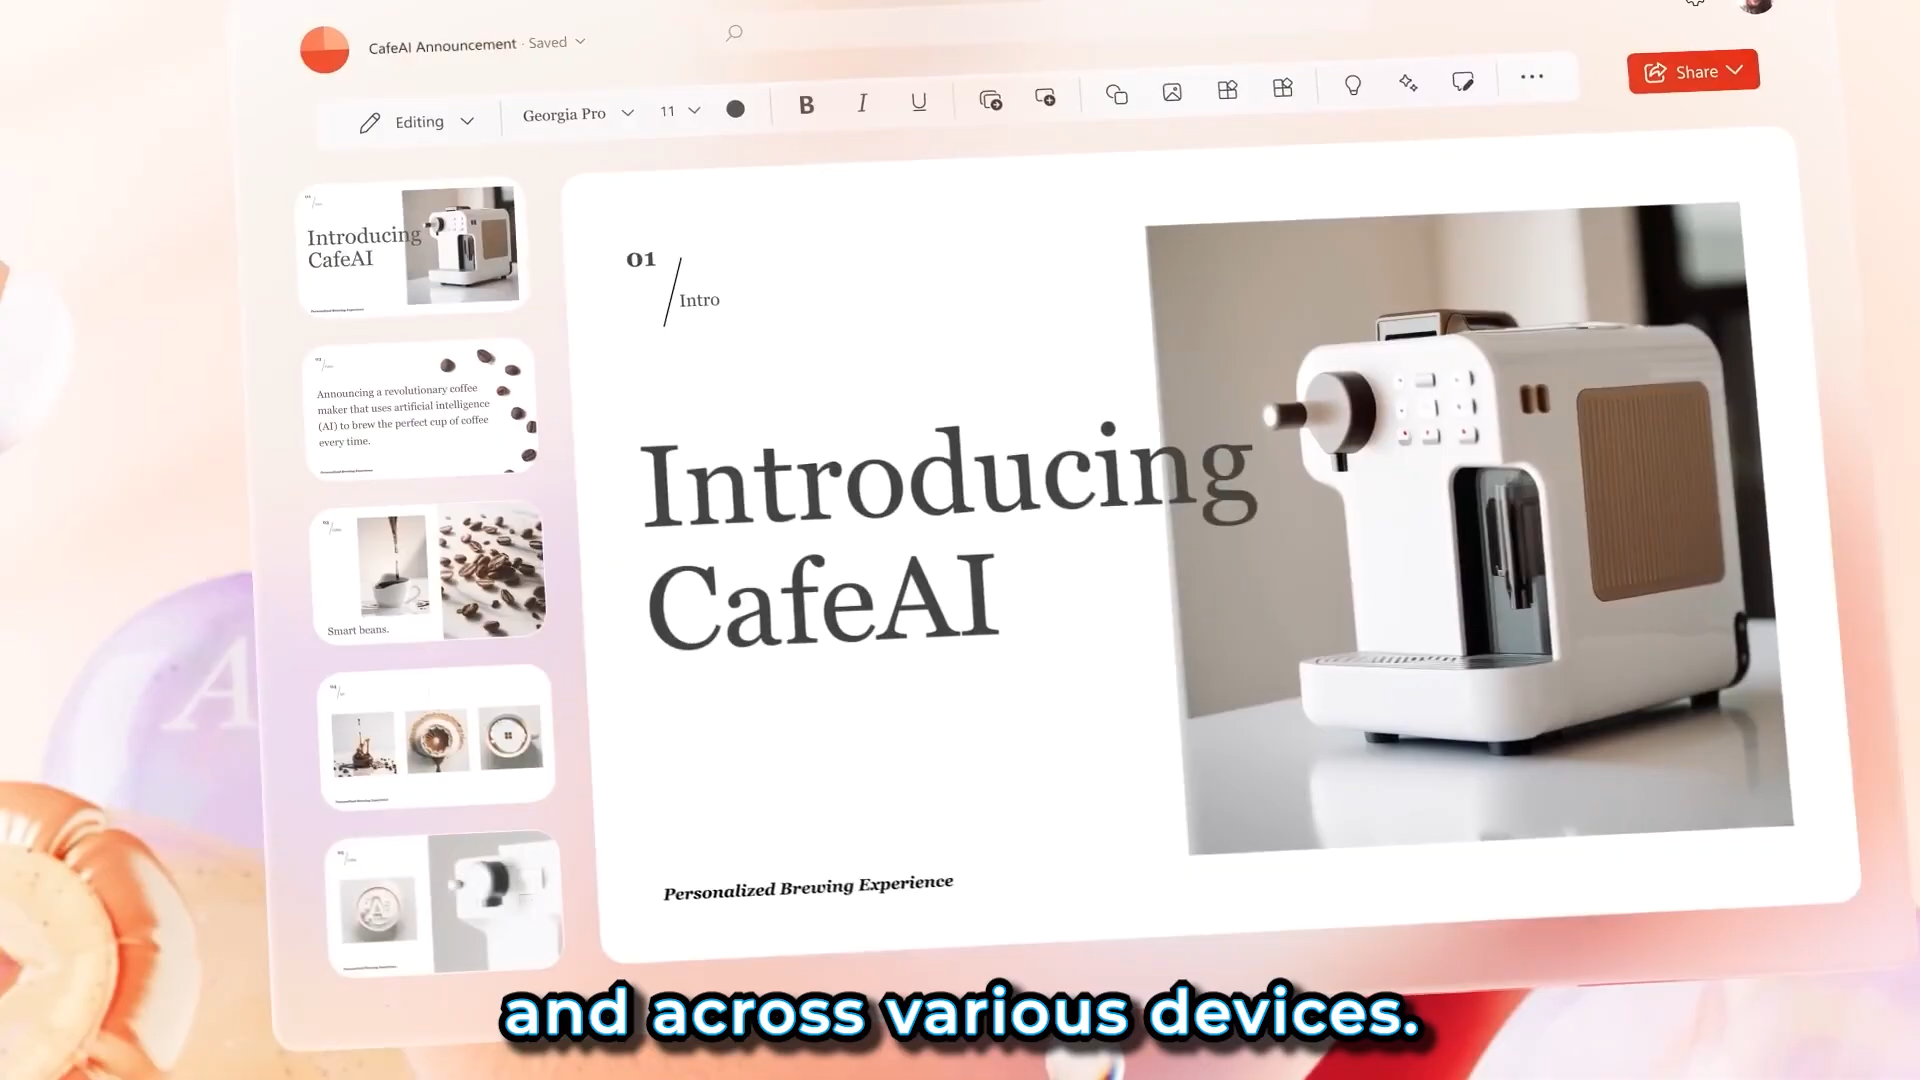 CafeAI Announcement · Saved
Editing
Georgia Pro
11
B
I
U
Share
Introducing
CafeAI
Announcing a revolutionary coffee
maker that uses artificial intelligence
(AI) to brew the perfect cup of coffee
every time.
Smart beans.
01
Intro
Introducing
CafeAI
Personalized Brewing Experience
A
and across various devices.